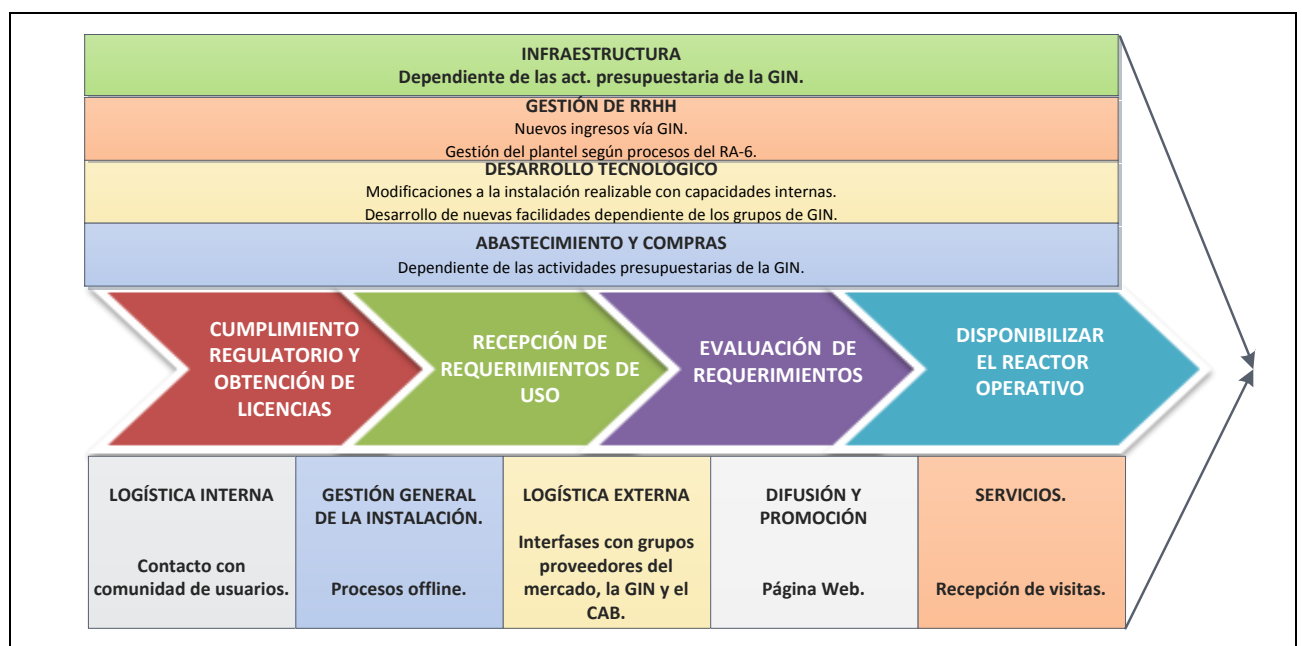 INFRAESTRUCTURA
Dependiente de las act. presupuestaria de la GIN.
GESTIÓN DE RRHH
Nuevos ingresos vía GIN.
Gestión del plantel según procesos del RA-6.
DESARROLLO TECNOLÓGICO
Modificaciones a la instalación realizable con capacidades internas.
Desarrollo de nuevas facilidades dependiente de los grupos de GIN.
ABASTECIMIENTO Y COMPRAS
Dependiente de las actividades presupuestarias de la GIN.
CUMPLIMIENTO
REGULATORIO Y
OBTENCIÓN DE
LICENCIAS
RECEPCIÓN DE
REQUERIMIENTOS DE
USO
EVALUACIÓN DE
REQUERIMIENTOS
DISPONIBILIZAR
EL REACTOR
OPERATIVO
LOGÍSTICA INTERNA
Contacto con
comunidad de usuarios.
GESTIÓN GENERAL
DE LA INSTALACIÓN.
Procesos offline.
LOGÍSTICA EXTERNA
Interfases con grupos
proveedores del
mercado, la GIN y el
CAB.
DIFUSIÓN Y
PROMOCIÓN
Página Web.
SERVICIOS.
Recepción de visitas.